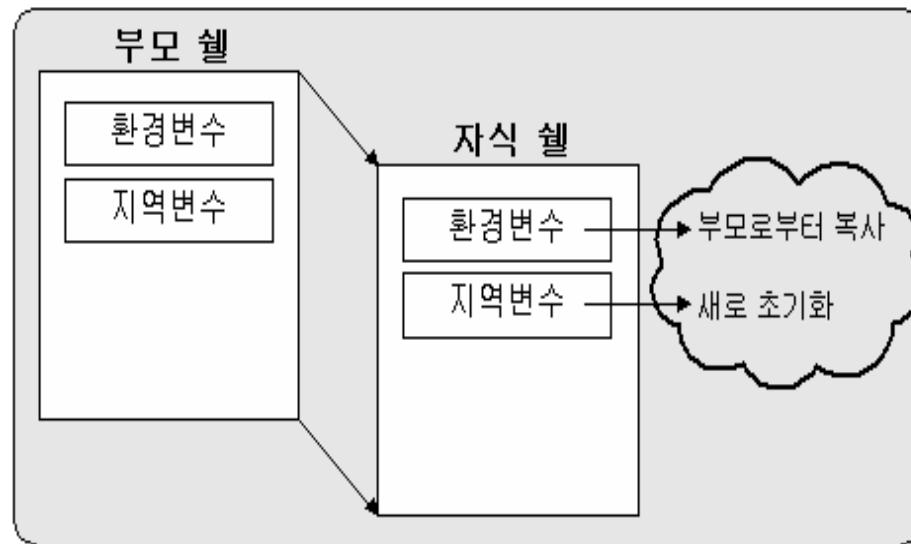 부모 쉘
환경변수
지역변수
자식 쉘
환경변수
지역변수
부모로부터 복사
새로 초기화